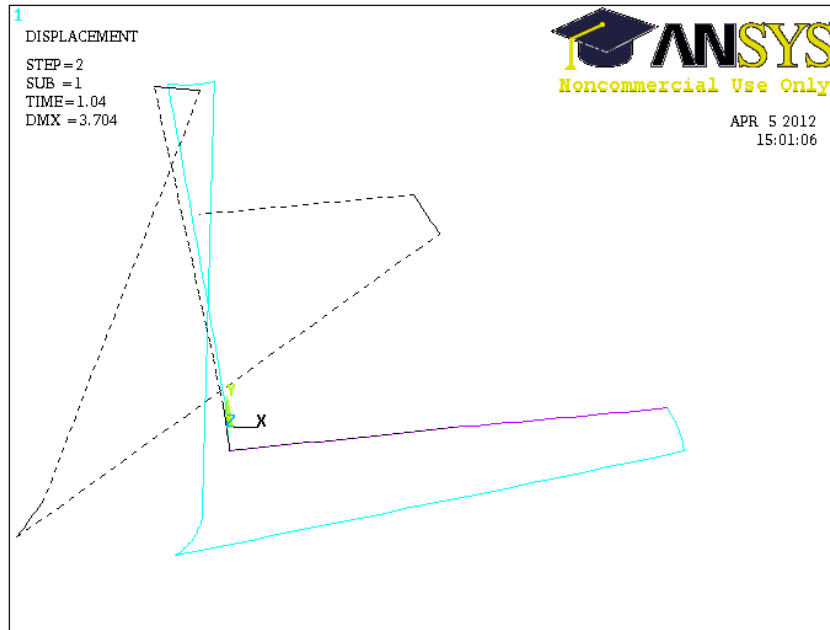 1
DISPLACEMENT
STEP=2
SUB =1
TIME=1.04
DMX =3.704
ANSYS
Noncommercial Use Only
APR 5 2012
15:01:06
Y
Z X